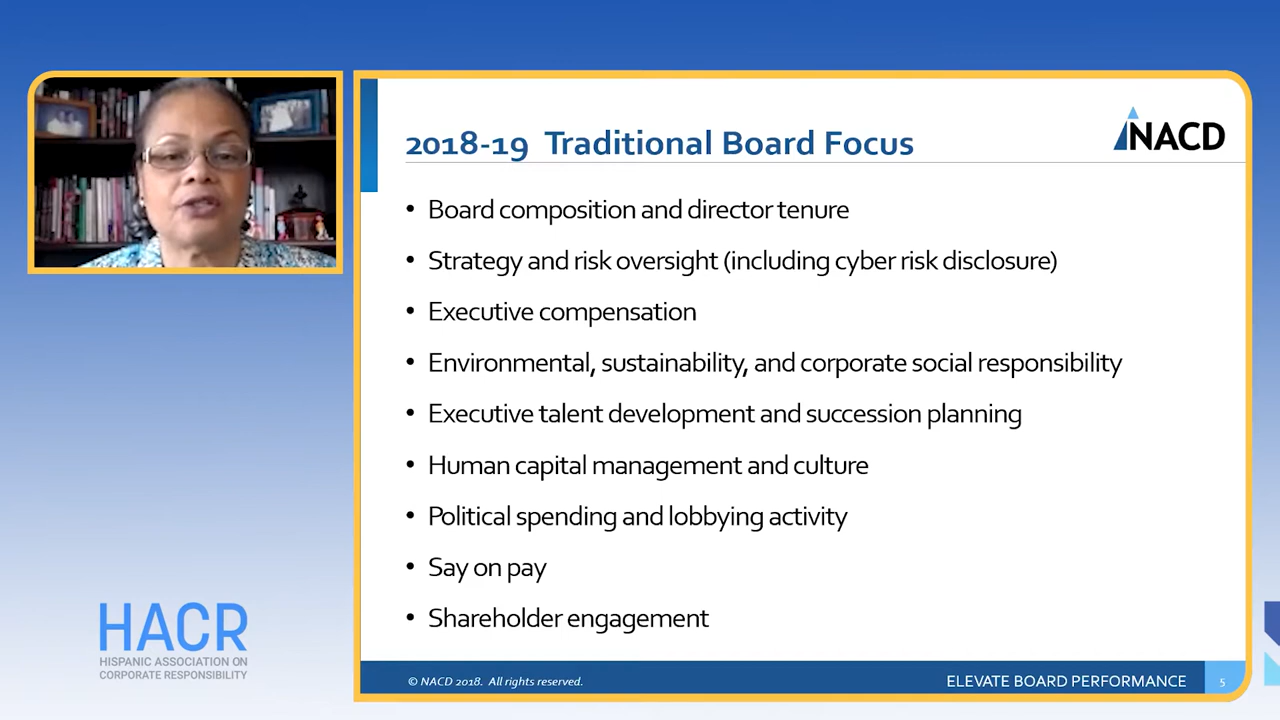 2018-19 Traditional Board Focus
NACD
• Board composition and director tenure
• Strategy and risk oversight (including cyber risk disclosure)
• Executive compensation
• Environmental, sustainability, and corporate social responsibility
• Executive talent development and succession planning
• Human capital management and culture
• Political spending and lobbying activity
• Say on pay
• Shareholder engagement
HACR
HISPANIC ASSOCIATION ON
CORPORATE RESPONSIBILITY
© NACD 2018. All rights reserved.
ELEVATE BOARD PERFORMANCE
5